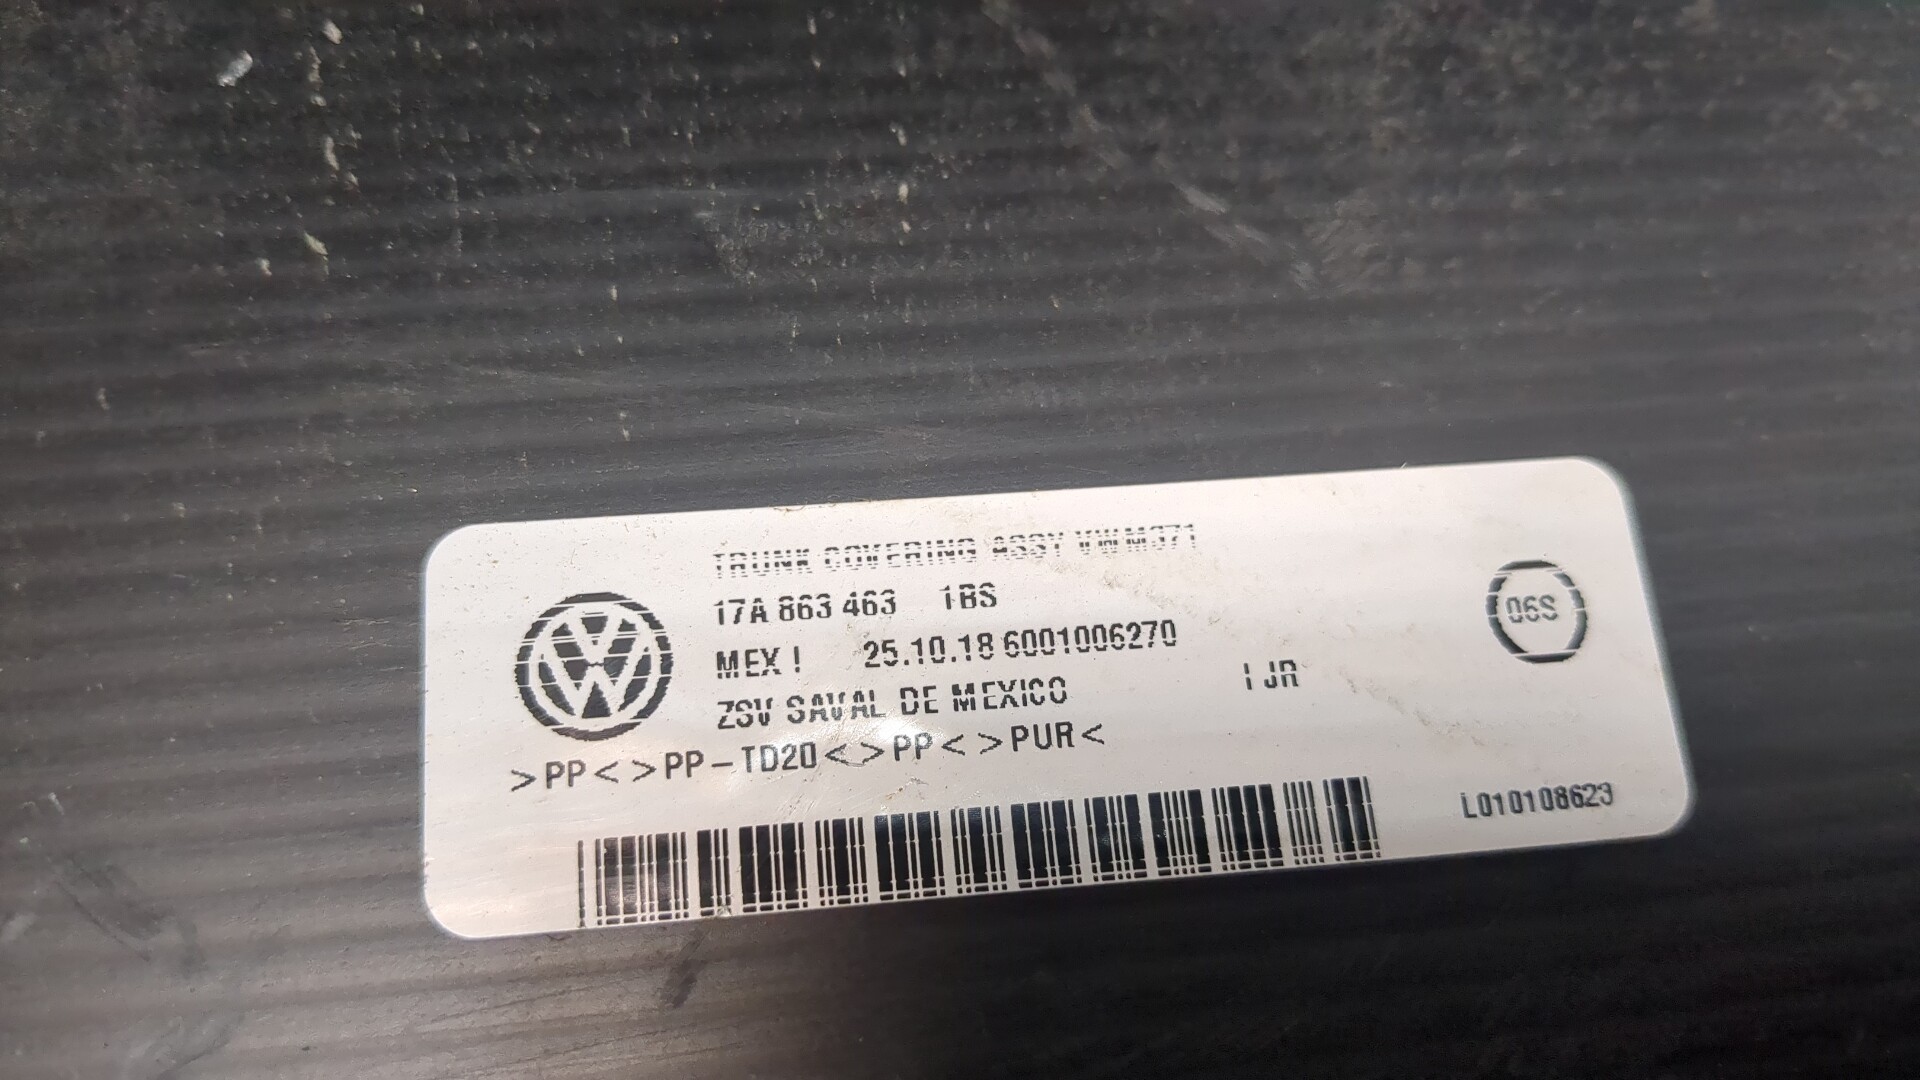 TRUNK COVERING ASSY VWM371
17A 863 463 1BS
06S
MEX ! 25.10.18 6001006270
ZSV SAVAL DE MEXICO I JR
>PP< >PP-TD20< >PP< >PUR<
L010108623